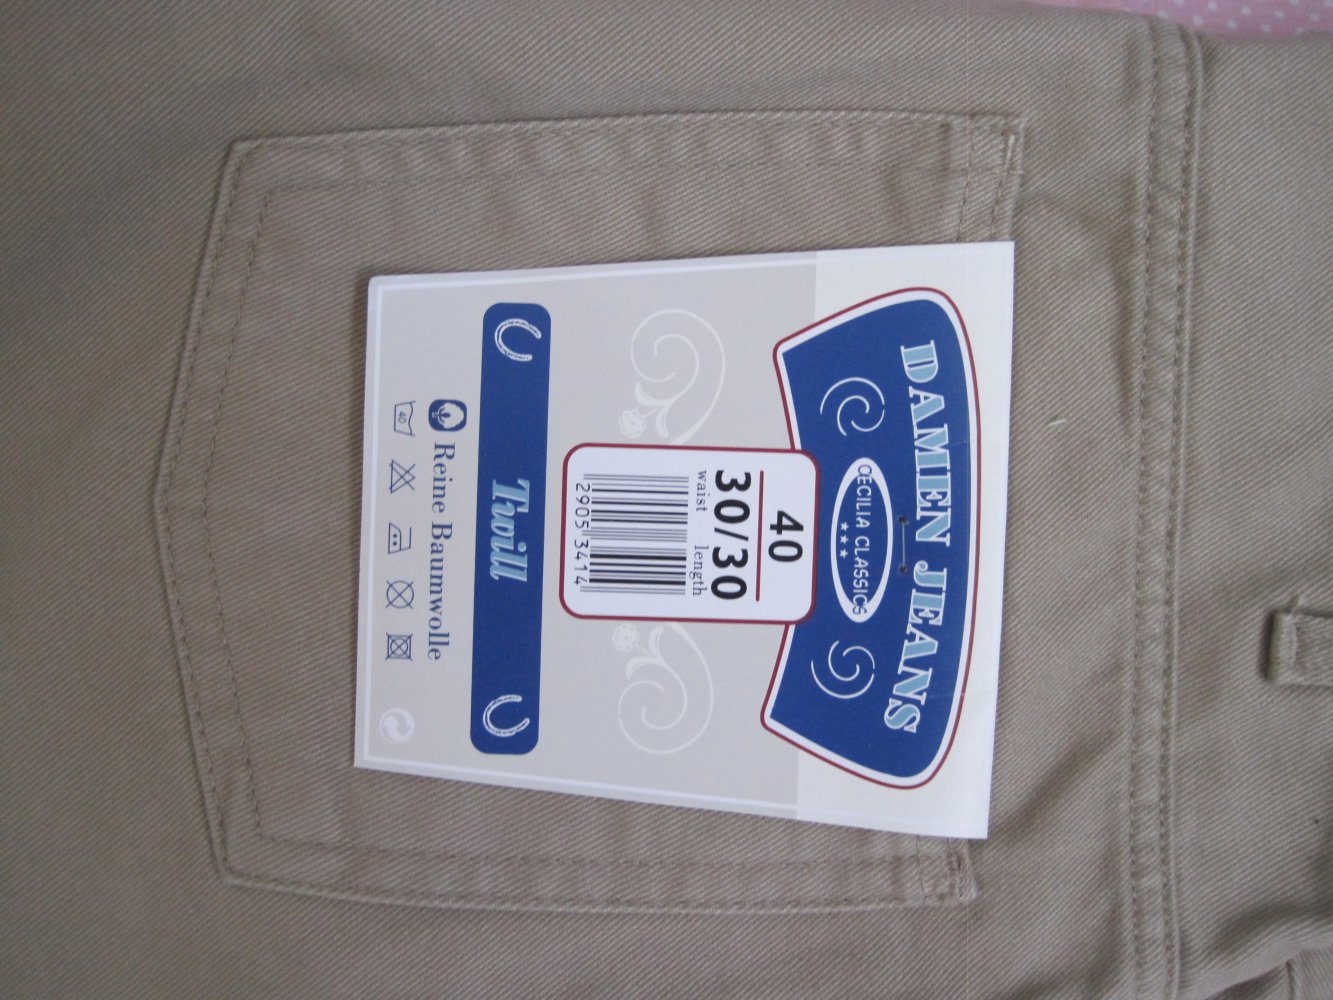 DAMEN JEANS
CECILIA CLASSICS
40
30/30
waist length
2905 3414
Twill
Reine Baumwolle
40